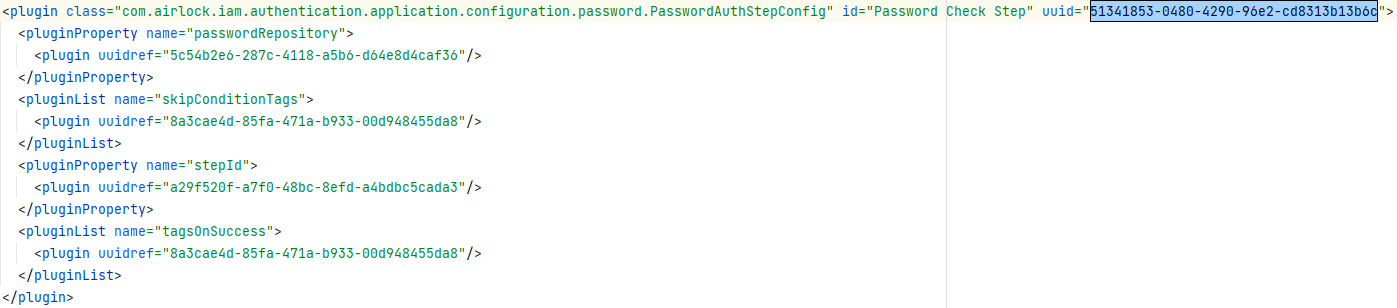 <plugin class="com.airlock.iam.authentication.application.configuration.password.PasswordAuthStepConfig" id="Password Check Step" uuid="51341853-0480-4290-96e2-cd8313b13b6c">
<pluginProperty name="passwordRepository">
<plugin uuidref="5c54b2e6-287c-4118-a5b6-d64e8d4caf36"/>
</pluginProperty>
<pluginList name="skipConditionTags">
<plugin uuidref="8a3cae4d-85fa-471a-b933-00d948455da8"/>
</pluginList>
<pluginProperty name="stepId">
<plugin uuidref="a29f520f-a7f0-48bc-8efd-a4bdbc5cada3"/>
</pluginProperty>
<pluginList name="tagsOnSuccess">
<plugin uuidref="8a3cae4d-85fa-471a-b933-00d948455da8"/>
</pluginList>
</plugin>